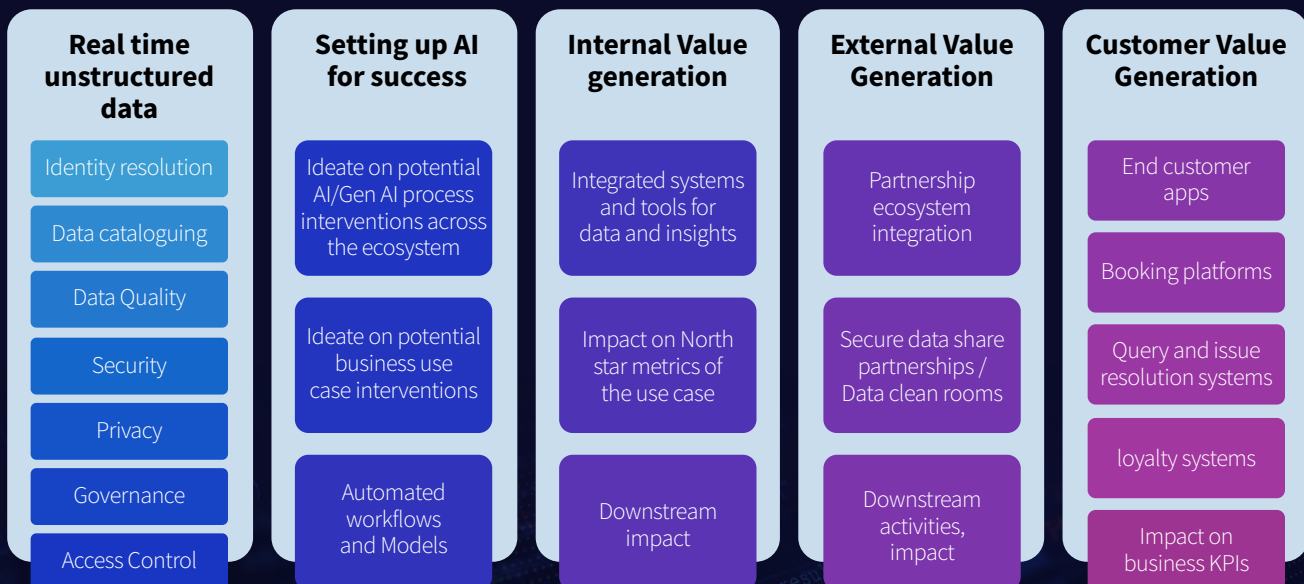 Real time
unstructured
data
Identity resolution
Data cataloguing
Data Quality
Security
Privacy
Governance
Access Control
Setting up AI
for success
Ideate on potential
AI/Gen AI process
interventions across
the ecosystem
Ideate on potential
business use
case interventions
Automated
workflows
and Models
Internal Value
generation
Integrated systems
and tools for
data and insights
Impact on North
star metrics of
the use case
Downstream
impact
External Value
Generation
Partnership
ecosystem
integration
Secure data share
partnerships /
Data clean rooms
Downstream
activities,
impact
Customer Value
Generation
End customer
apps
Booking platforms
Query and issue
resolution systems
loyalty systems
Impact on
business KPIs